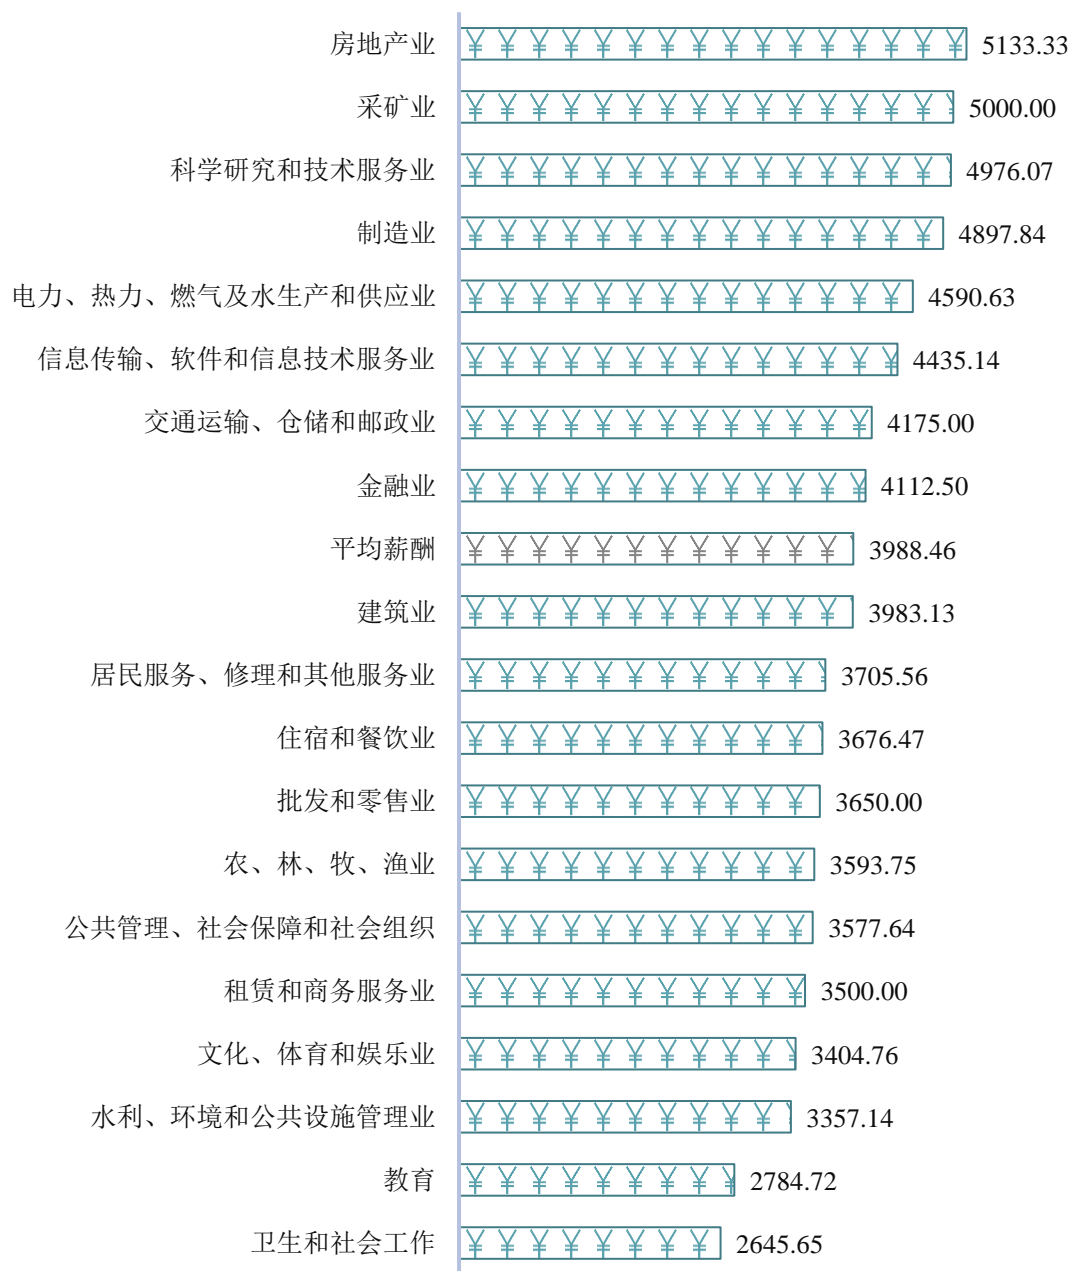 房地产业 5133.33
采矿业 5000.00
科学研究和技术服务业 4976.07
制造业 4897.84
电力、热力、燃气及水生产和供应业 4590.63
信息传输、软件和信息技术服务业 4435.14
交通运输、仓储和邮政业 4175.00
金融业 4112.50
平均薪酬 3988.46
建筑业 3983.13
居民服务、修理和其他服务业 3705.56
住宿和餐饮业 3676.47
批发和零售业 3650.00
农、林、牧、渔业 3593.75
公共管理、社会保障和社会组织 3577.64
租赁和商务服务业 3500.00
文化、体育和娱乐业 3404.76
水利、环境和公共设施管理业 3357.14
教育 2784.72
卫生和社会工作 2645.65